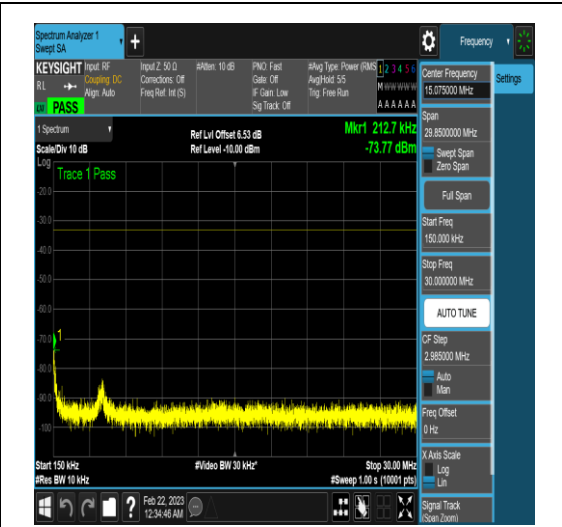 Spectrum Analyzer 1
Swept SA
+
Frequency
KEYSIGHT
RL
PASS
Input: RF
Coupling: DC
Align: Auto
Input Z: 50 Ω
Corrections: Off
Freq Ref: Int (S)
#Atten: 10 dB
PNO: Fast
Gate: Off
IF Gain: Low
Sig Track: Off
#Avg Type: Power (RMS
Avg|Hold: 5/5
Trig: Free Run
1 2 3 4 5 6
M W W W W W
A A A A A A
1 Spectrum
Scale/Div 10 dB
Ref Lvl Offset 6.53 dB
Ref Level -10.00 dBm
Mkr1 212.7 kHz
-73.77 dBm
Log
Trace 1 Pass
-20.0
-30.0
-40.0
-50.0
-60.0
-70.0
-80.0
-90.0
-100
1
Start 150 kHz
#Res BW 10 kHz
#Video BW 30 kHz*
Stop 30.00 MHz
#Sweep 1.00 s (10001 pts)
Feb 22, 2023
12:34:46 AM
?
Center Frequency
15.075000 MHz
Settings
Span
29.8500000 MHz
Swept Span
Zero Span
Full Span
Start Freq
150.000 kHz
Stop Freq
30.000000 MHz
AUTO TUNE
CF Step
2.985000 MHz
Auto
Man
Freq Offset
0 Hz
X Axis Scale
Log
Lin
Signal Track
(Span Zoom)